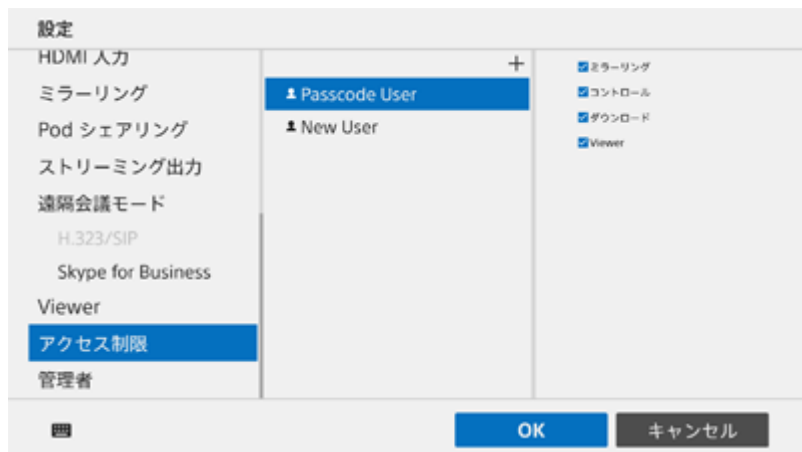 設定
HDMI 入力
ミラーリング
Pod シェアリング
ストリーミング出力
遠隔会議モード
H.323/SIP
Skype for Business
Viewer
アクセス制限
管理者
+
Passcode User
New User
ミラーリング
コントロール
ダウンロード
Viewer
OK
キャンセル